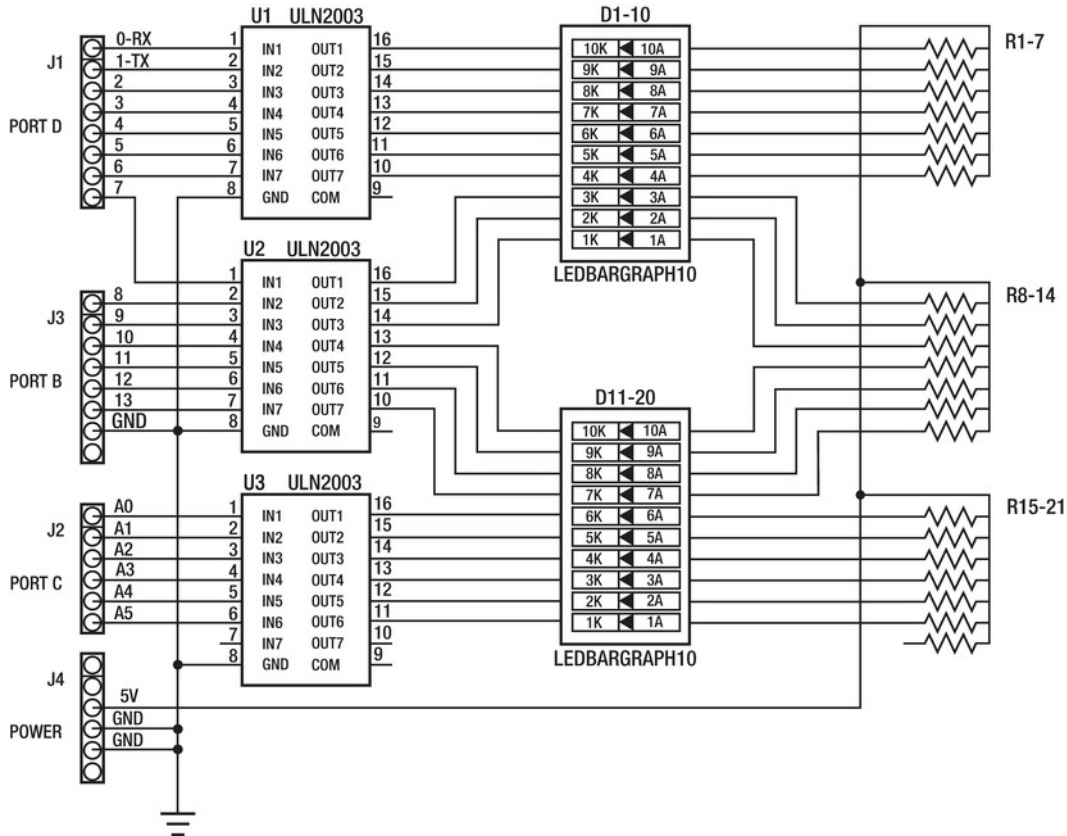 U1 ULN2003
D1-10
R1-7
J1
PORT D
0-RX
1-TX
2
3
4
5
6
7
1 IN1 OUT1 16
2 IN2 OUT2 15
3 IN3 OUT3 14
4 IN4 OUT4 13
5 IN5 OUT5 12
6 IN6 OUT6 11
7 IN7 OUT7 10
8 GND COM 9
10K 10A
9K 9A
8K 8A
7K 7A
6K 6A
5K 5A
4K 4A
3K 3A
2K 2A
1K 1A
LEDBARGRAPH10
U2 ULN2003
R8-14
J3
PORT B
8
9
10
11
12
13
GND
1 IN1 OUT1 16
2 IN2 OUT2 15
3 IN3 OUT3 14
4 IN4 OUT4 13
5 IN5 OUT5 12
6 IN6 OUT6 11
7 IN7 OUT7 10
8 GND COM 9
D11-20
10K 10A
9K 9A
8K 8A
7K 7A
6K 6A
5K 5A
4K 4A
3K 3A
2K 2A
1K 1A
LEDBARGRAPH10
U3 ULN2003
R15-21
J2
PORT C
A0
A1
A2
A3
A4
A5
1 IN1 OUT1 16
2 IN2 OUT2 15
3 IN3 OUT3 14
4 IN4 OUT4 13
5 IN5 OUT5 12
6 IN6 OUT6 11
7 IN7 OUT7 10
8 GND COM 9
J4
POWER
5V
GND
GND